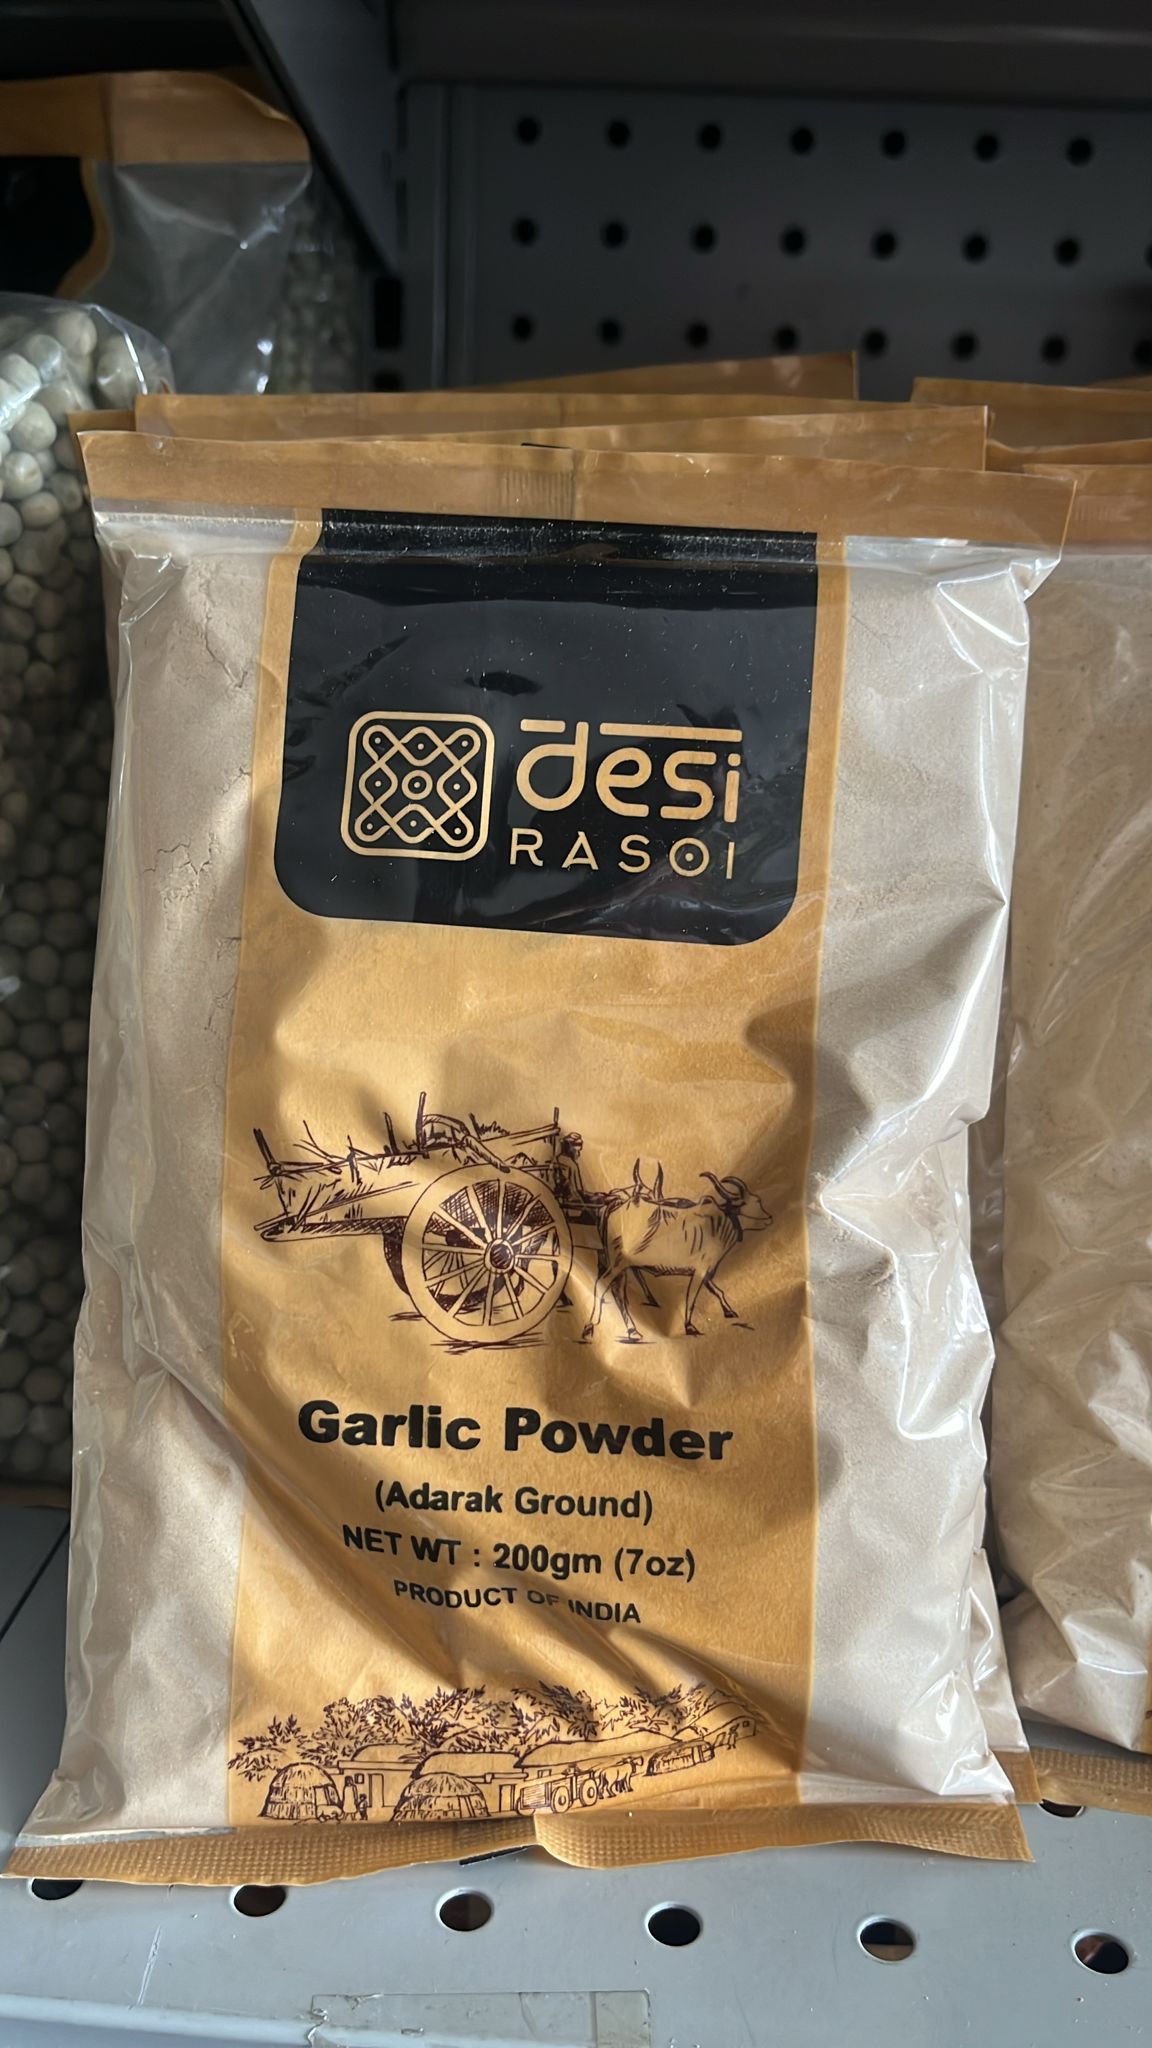 desi
RASOI
Garlic Powder
(Adarak Ground)
NET WT : 200gm (7oz)
PRODUCT OF INDIA